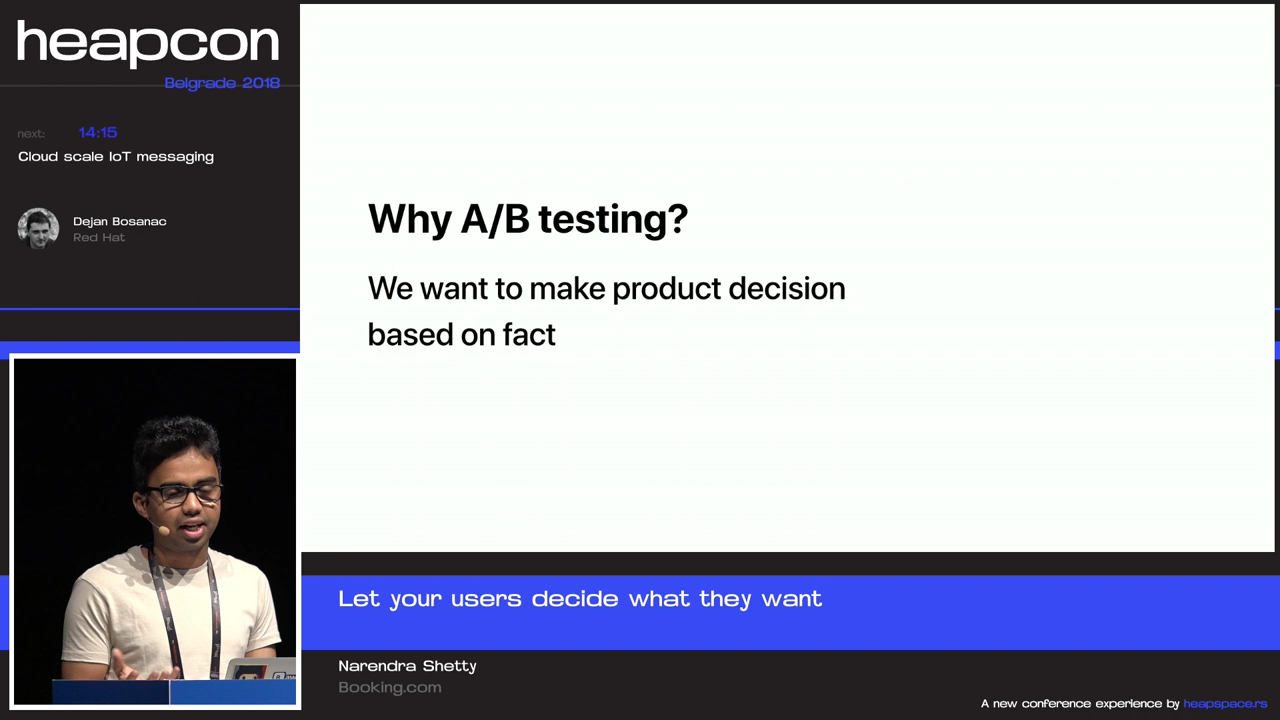 heapcon
Belgrade 2018
next: 14:15
Cloud scale IoT messaging
Dejan Bosanac
Red Hat
Why A/B testing?
We want to make product decision
based on fact
Let your users decide what they want
Narendra Shetty
Booking.com
A new conference experience by heapspace.rs